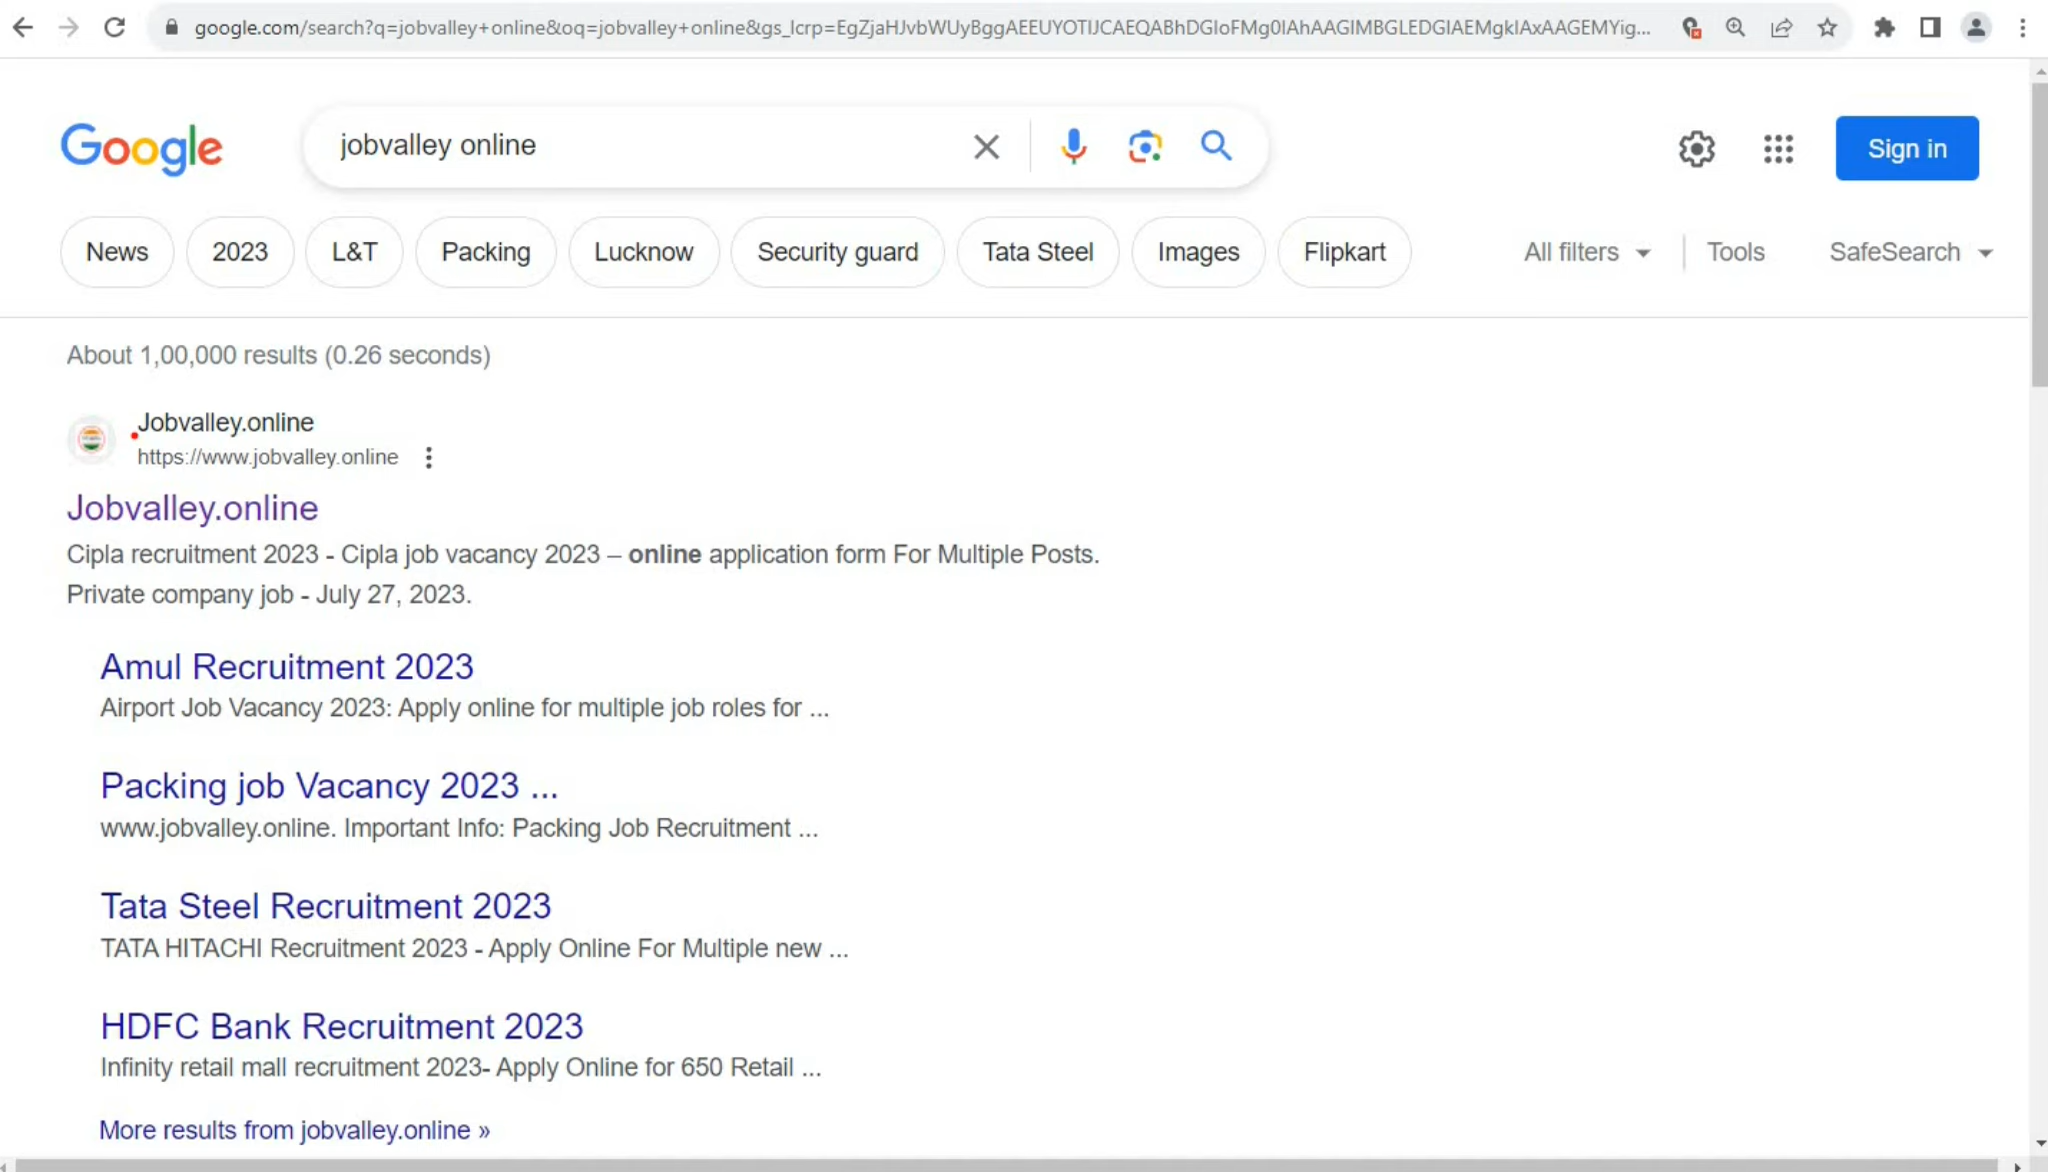 google.com/search?q=jobvalley+online&oq=jobvalley+online&gs_lcrp=EgZjaHJvbWUyBggAEEUYOTIJCAEQABhDGIoFMg0IAhAAGIMBGLEDGIAEMgkIAxAAGEMYig...
Google
jobvalley online
Sign in
News 2023 L&T Packing Lucknow Security guard Tata Steel Images Flipkart All filters Tools SafeSearch
About 1,00,000 results (0.26 seconds)
Jobvalley.online
https://www.jobvalley.online
Jobvalley.online
Cipla recruitment 2023 - Cipla job vacancy 2023 – online application form For Multiple Posts.
Private company job - July 27, 2023.
Amul Recruitment 2023
Airport Job Vacancy 2023: Apply online for multiple job roles for ...
Packing job Vacancy 2023 ...
www.jobvalley.online. Important Info: Packing Job Recruitment ...
Tata Steel Recruitment 2023
TATA HITACHI Recruitment 2023 - Apply Online For Multiple new ...
HDFC Bank Recruitment 2023
Infinity retail mall recruitment 2023- Apply Online for 650 Retail ...
More results from jobvalley.online »